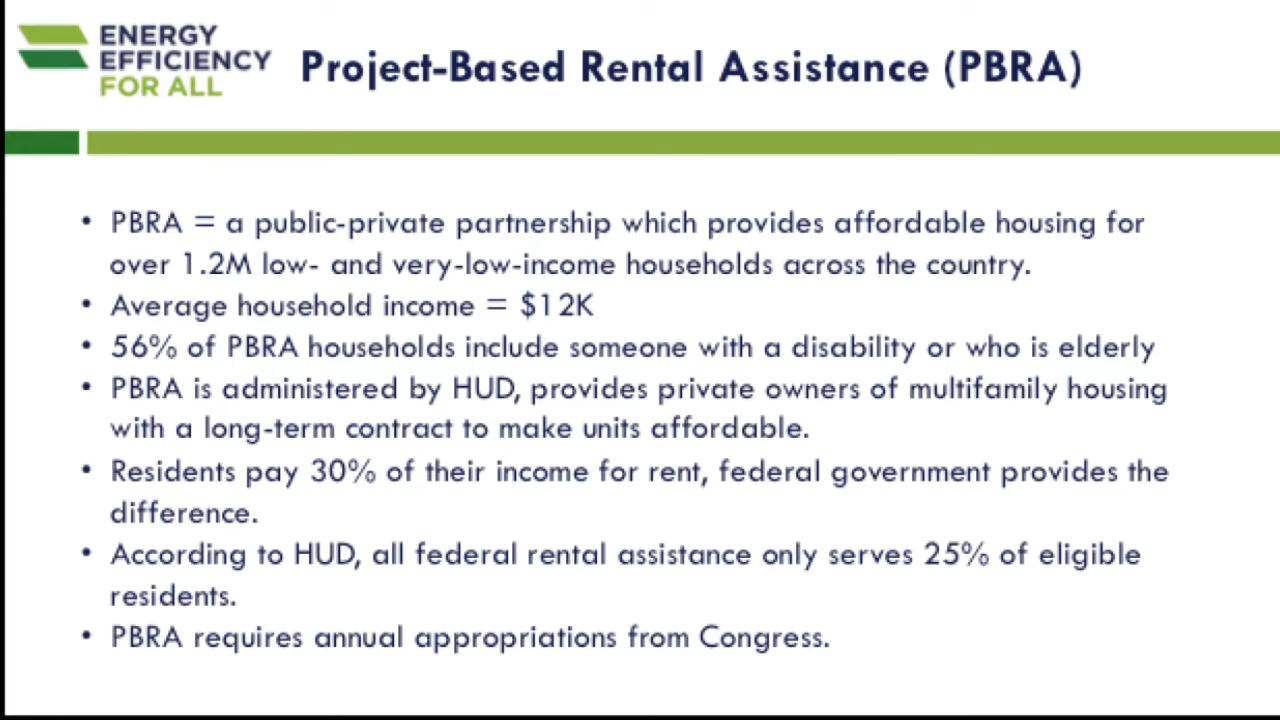 ENERGY
EFFICIENCY
FOR ALL
Project-Based Rental Assistance (PBRA)
• PBRA = a public-private partnership which provides affordable housing for
over 1.2M low- and very-low-income households across the country.
• Average household income = $12K
• 56% of PBRA households include someone with a disability or who is elderly
• PBRA is administered by HUD, provides private owners of multifamily housing
with a long-term contract to make units affordable.
• Residents pay 30% of their income for rent, federal government provides the
difference.
• According to HUD, all federal rental assistance only serves 25% of eligible
residents.
• PBRA requires annual appropriations from Congress.